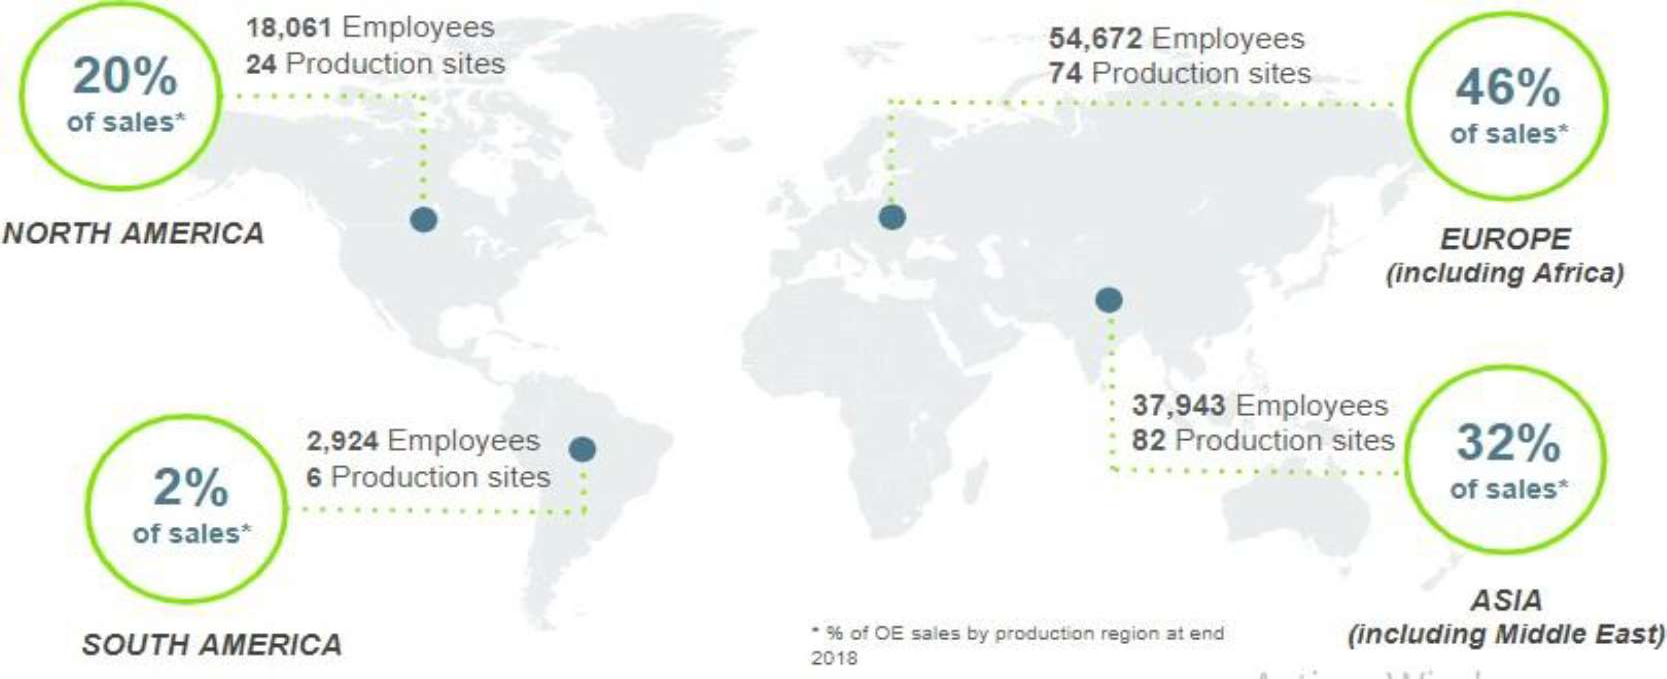 20%
of sales*
18,061 Employees
24 Production sites
NORTH AMERICA
54,672 Employees
74 Production sites
46%
of sales*
EUROPE
(including Africa)
2%
of sales*
2,924 Employees
6 Production sites
SOUTH AMERICA
37,943 Employees
82 Production sites
32%
of sales*
ASIA
(including Middle East)
* % of OE sales by production region at end
2018